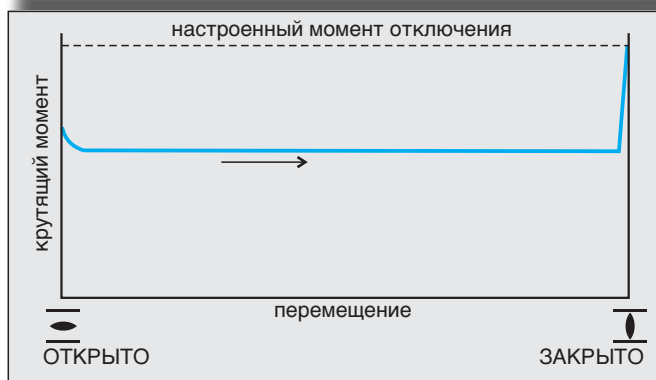 настроенный момент отключения
крутящий момент
перемещение
ОТКРЫТО
ЗАКРЫТО